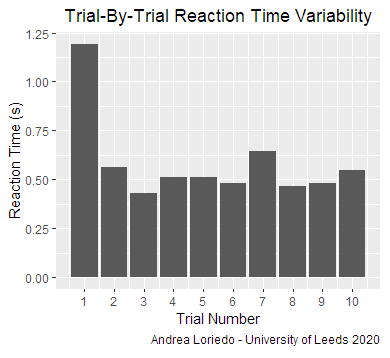 Trial-By-Trial Reaction Time Variability
Reaction Time (s)
1.25
1.00
0.75
0.50
0.25
0.00
1 2 3 4 5 6 7 8 9 10
Trial Number
Andrea Loriedo - University of Leeds 2020